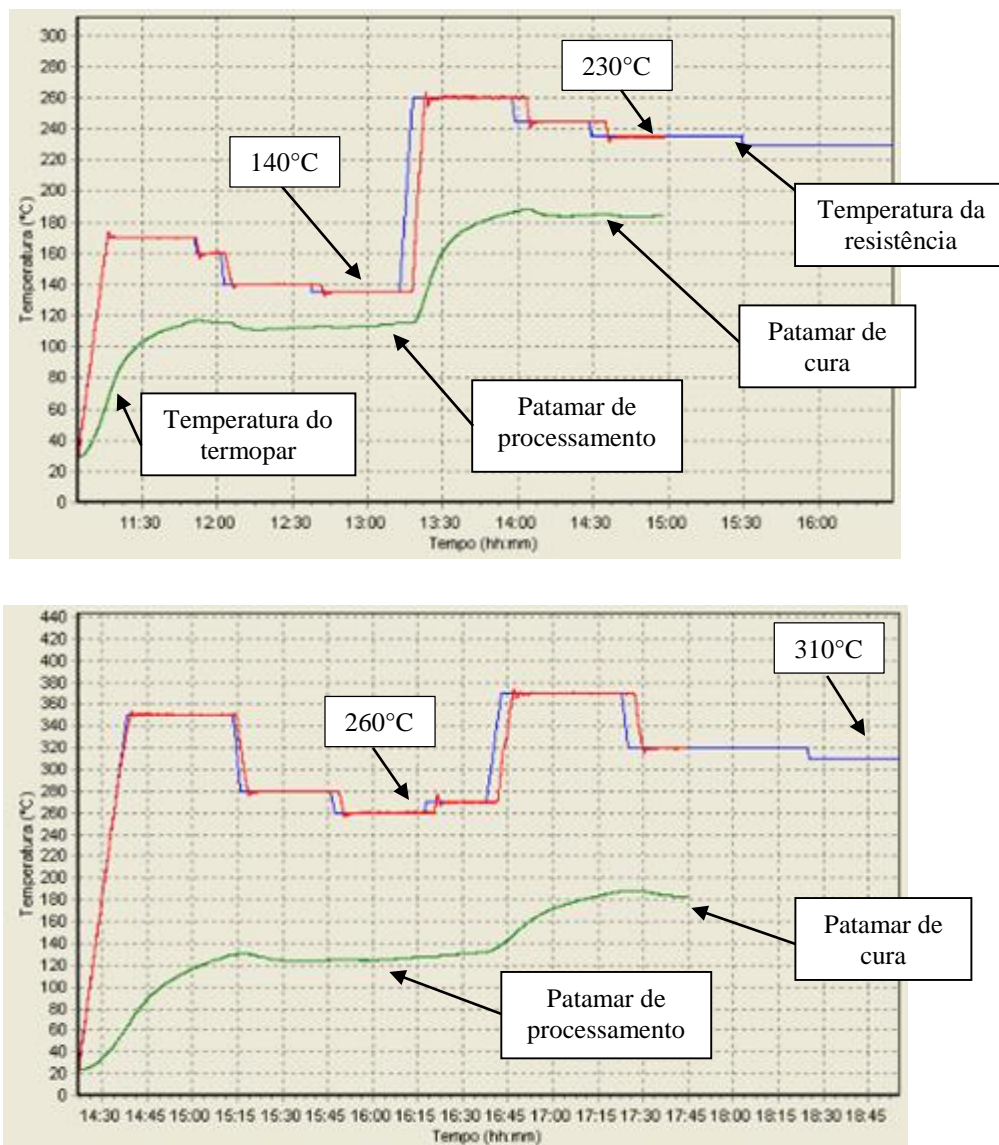 300
280
260
240
220
200
180
160
140
120
100
80
60
40
20
0
Temperatura (°C)
11:30 12:00 12:30 13:00 13:30 14:00 14:30 15:00 15:30 16:00
Tempo (hh:mm)
230°C
140°C
Temperatura da
resistência
Patamar de
cura
Patamar de
processamento
Temperatura do
termopar
440
420
400
380
360
340
320
300
280
260
240
220
200
180
160
140
120
100
80
60
40
20
0
Temperatura (°C)
14:30 14:45 15:00 15:15 15:30 15:45 16:00 16:15 16:30 16:45 17:00 17:15 17:30 17:45 18:00 18:15 18:30 18:45
Tempo (hh:mm)
310°C
260°C
Patamar de
cura
Patamar de
processamento